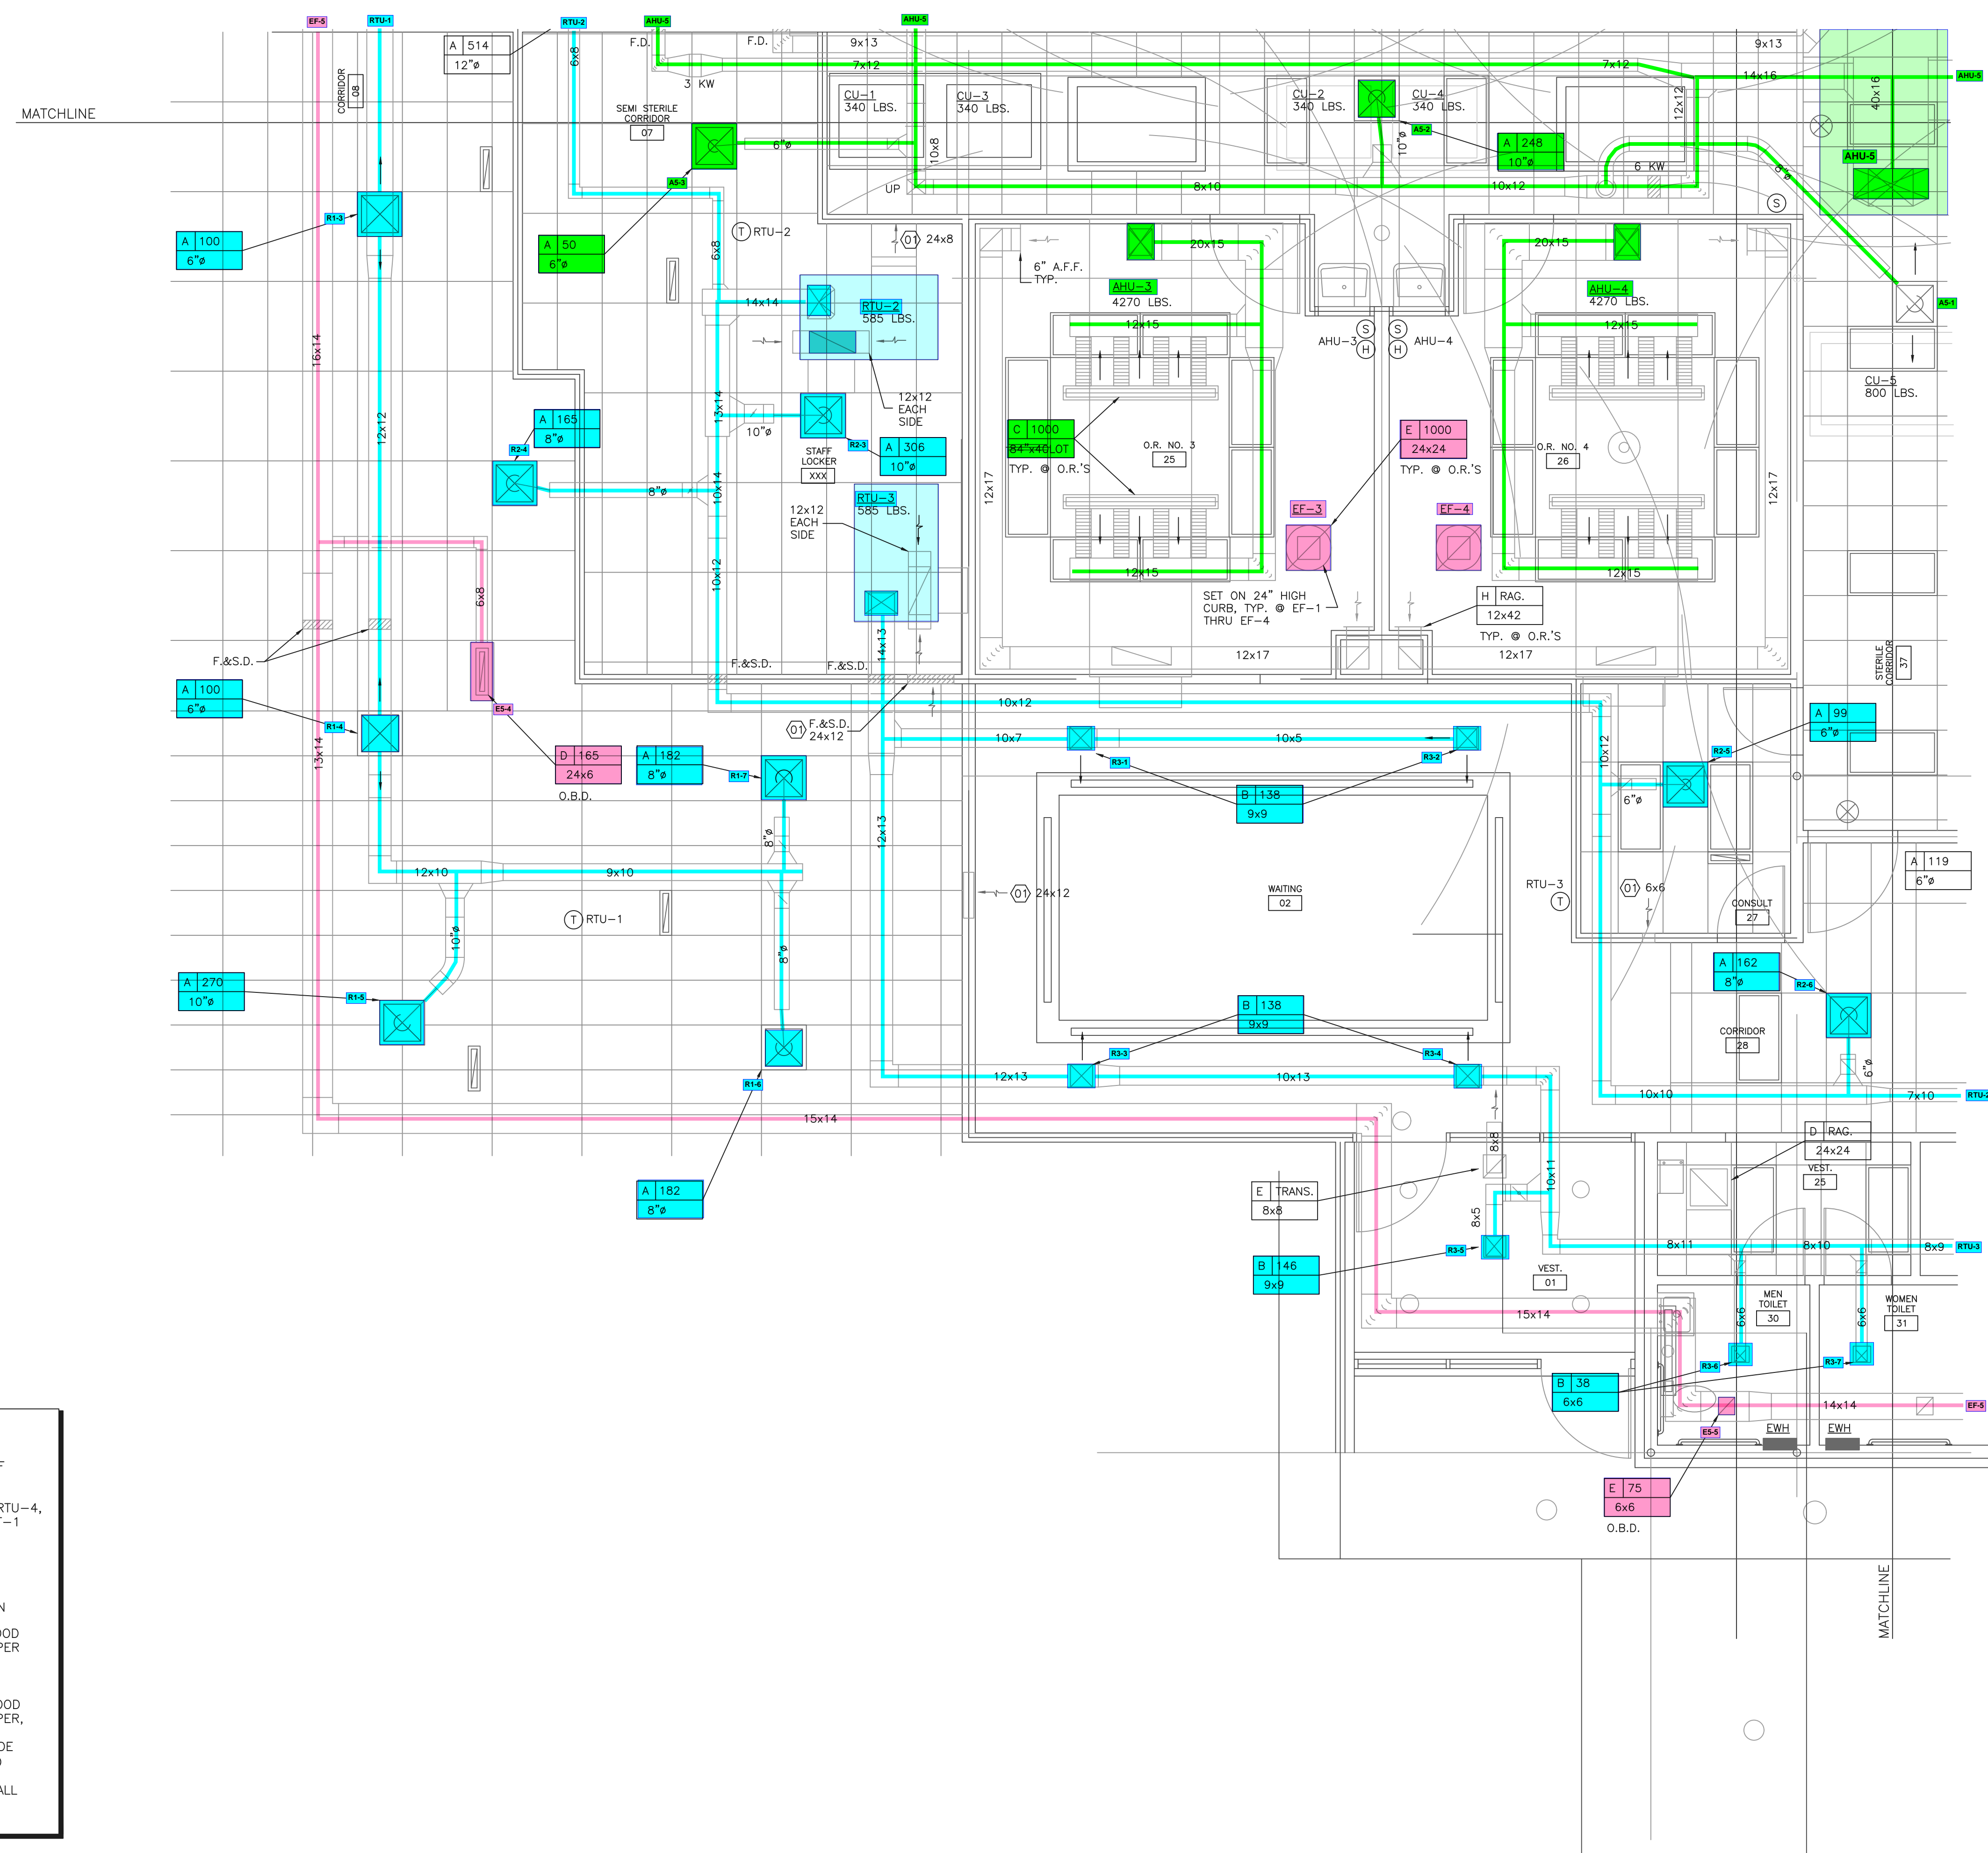 EF-5
RTU-1
RTU-2
AHU-5
AHU-5
A 514
12"ø
F.D.
F.D.
9x13
9x13
7x12
7x12
14x16
AHU-5
40x16
6x8
3 KW
CORRIDOR
08
MATCHLINE
SEMI STERILE
CORRIDOR
07
CU-1
340 LBS.
CU-3
340 LBS.
CU-2
340 LBS.
CU-4
340 LBS.
12x12
A5-2
10"ø
A 248
10"ø
6"ø
10x8
6 KW
8"ø
AHU-5
A5-3
UP
8x10
10x12
S
R1-3
A 100
6"ø
A 50
6"ø
6x8
T RTU-2
01 24x8
6" A.F.F.
TYP.
20x15
20x15
AHU-3
4270 LBS.
AHU-4
4270 LBS.
A5-1
14x14
RTU-2
585 LBS.
12x15
12x15
AHU-3
S
H
S
H
AHU-4
16x14
12x12
13x14
12x12
EACH
SIDE
CU-5
800 LBS.
A 165
8"ø
R2-4
10"ø
R2-3
A 306
10"ø
STAFF
LOCKER
XXX
C 1000
84"x40LOT
TYP. @ O.R.'S
O.R. NO. 3
25
E 1000
24x24
TYP. @ O.R.'S
O.R. NO. 4
26
8"ø
10x14
RTU-3
585 LBS.
12x12
EACH
SIDE
12x17
12x17
EF-3
EF-4
10x12
6x8
12x15
12x15
SET ON 24" HIGH
CURB, TYP. @ EF-1
THRU EF-4
H RAG.
12x42
TYP. @ O.R.'S
F.&S.D.
14x13
F.&S.D.
F.&S.D.
12x17
12x17
STERILE
CORRIDOR
37
A 100
6"ø
R1-4
E5-4
10x12
01 F.&S.D.
24x12
10x7
10x5
10x12
A 99
6"ø
R2-5
13x14
D 165
24x6
O.B.D.
A 182
8"ø
R1-7
R3-1
R3-2
B 138
9x9
6"ø
8"ø
12x13
12x10
9x10
A 119
6"ø
T RTU-1
01 24x12
WAITING
02
RTU-3
T
01 6x6
CONSULT
27
10"ø
8"ø
A 162
8"ø
R2-6
A 270
10"ø
R1-5
B 138
9x9
CORRIDOR
28
R3-3
R3-4
6"ø
R1-6
12x13
10x13
10x10
7x10
RTU-2
15x14
8x8
10x11
D RAG.
24x24
VEST.
25
A 182
8"ø
E TRANS.
8x8
8x5
R3-5
B 146
9x9
8x11
8x10
8x9
RTU-3
VEST.
01
MEN
TOILET
30
WOMEN
TOILET
31
15x14
6x6
6x6
R3-6
R3-7
B 38
6x6
14x14
EF-5
E5-5
EWH
EWH
E 75
6x6
O.B.D.
RTU-4,
PER
PER,
ALL
MATCHLINE